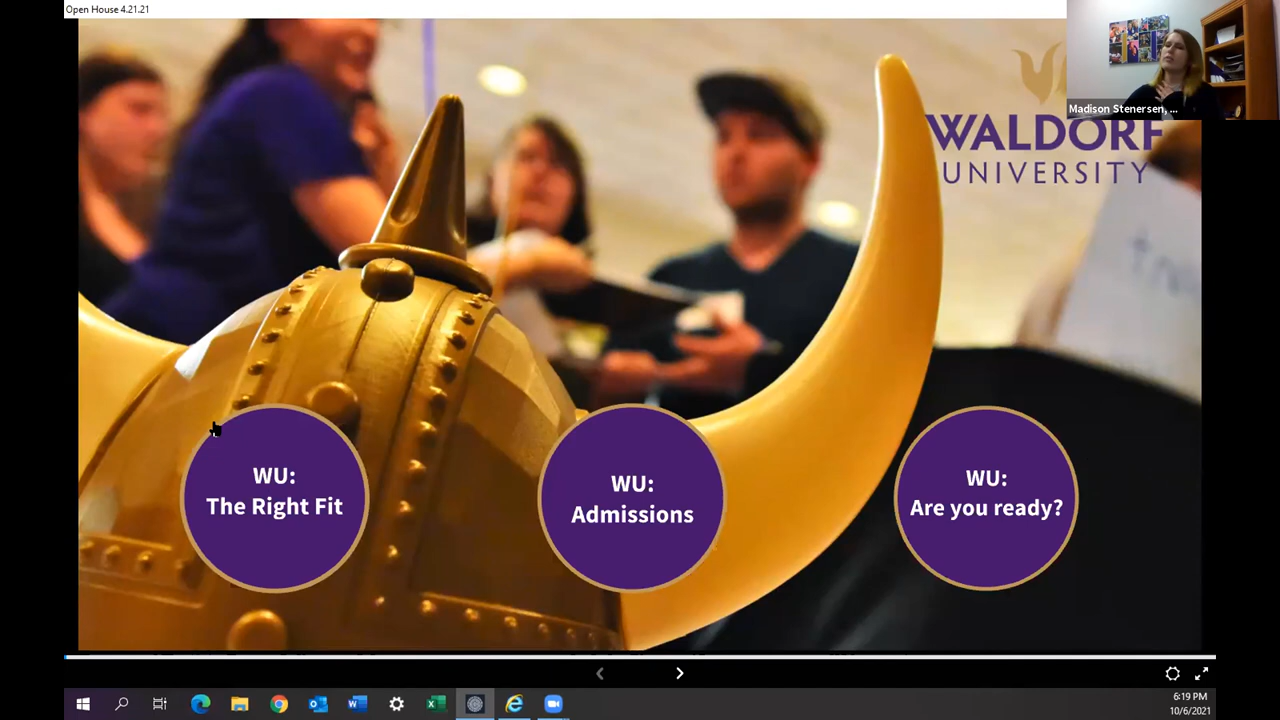 Open House 4.21.21
Madison Stenersen, ...
WALDORF
UNIVERSITY
WU:
The Right Fit
WU:
Admissions
WU:
Are you ready?
6:19 PM
10/6/2021